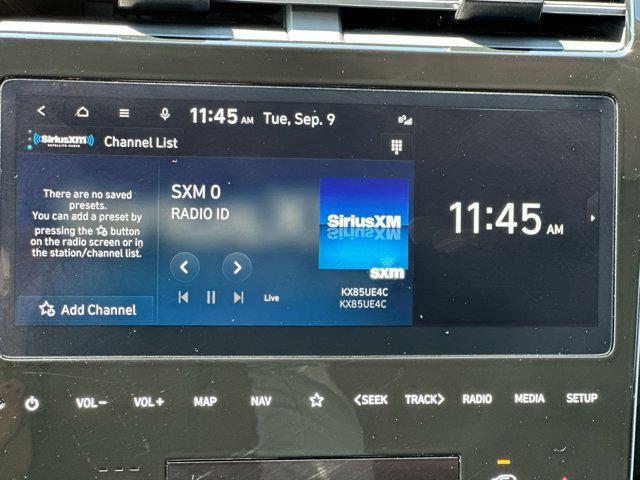 11:45 AM Tue, Sep. 9
SiriusXM Channel List
SATELLITE RADIO
There are no saved
presets.
You can add a preset by
pressing the button
on the radio screen or in
the station/channel list.
Add Channel
SXM 0
RADIO ID
Live
SiriusXM
sxm
KX85UE4C
KX85UE4C
11:45 AM
VOL− VOL+ MAP NAV <SEEK TRACK> RADIO MEDIA SETUP